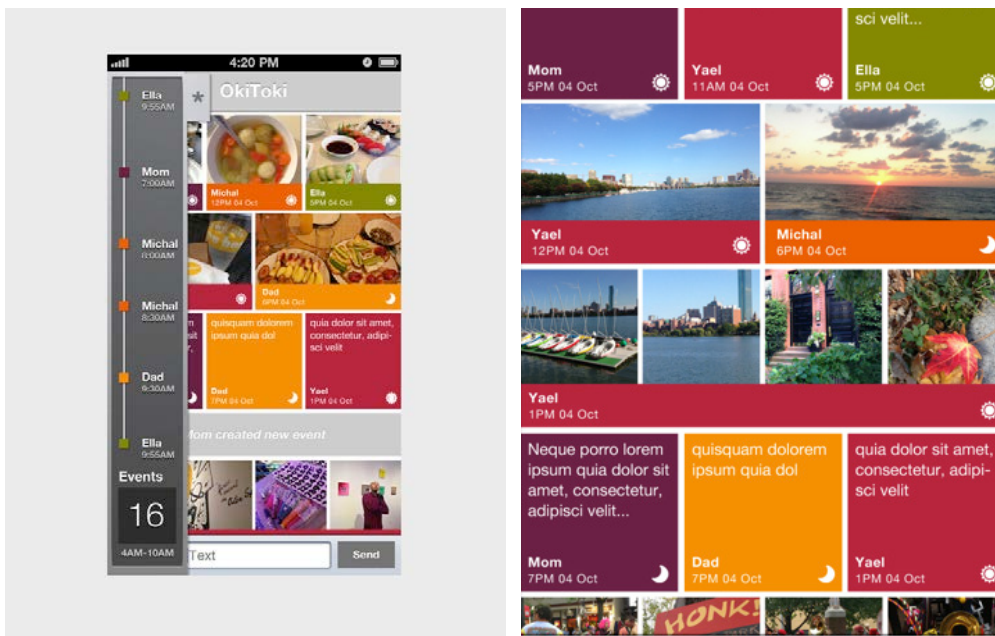 4:20 PM
Ella
9:55AM
Mom
7:00AM
Michal
8:00AM
Michal
8:30AM
Dad
9:30AM
Ella
9:55AM
Events
16
4AM-10AM
*
OkiToki
Michal
12PM 04 Oct
Ella
5PM 04 Oct
Dad
6PM 04 Oct
quisquam dolorem
ipsum quia dol
Dad
7PM 04 Oct
quia dolor sit amet,
consectetur, adipi-
sci velit
Yael
1PM 04 Oct
Mom created new event
Text
Send
Mom
5PM 04 Oct
Yael
11AM 04 Oct
sci velit...
Ella
5PM 04 Oct
Yael
12PM 04 Oct
Michal
6PM 04 Oct
Yael
1PM 04 Oct
Neque porro lorem
ipsum quia dolor sit
amet, consectetur,
adipisci velit...
Mom
7PM 04 Oct
quisquam dolorem
ipsum quia dol
Dad
7PM 04 Oct
quia dolor sit amet,
consectetur, adipi-
sci velit
Yael
1PM 04 Oct
HONK!